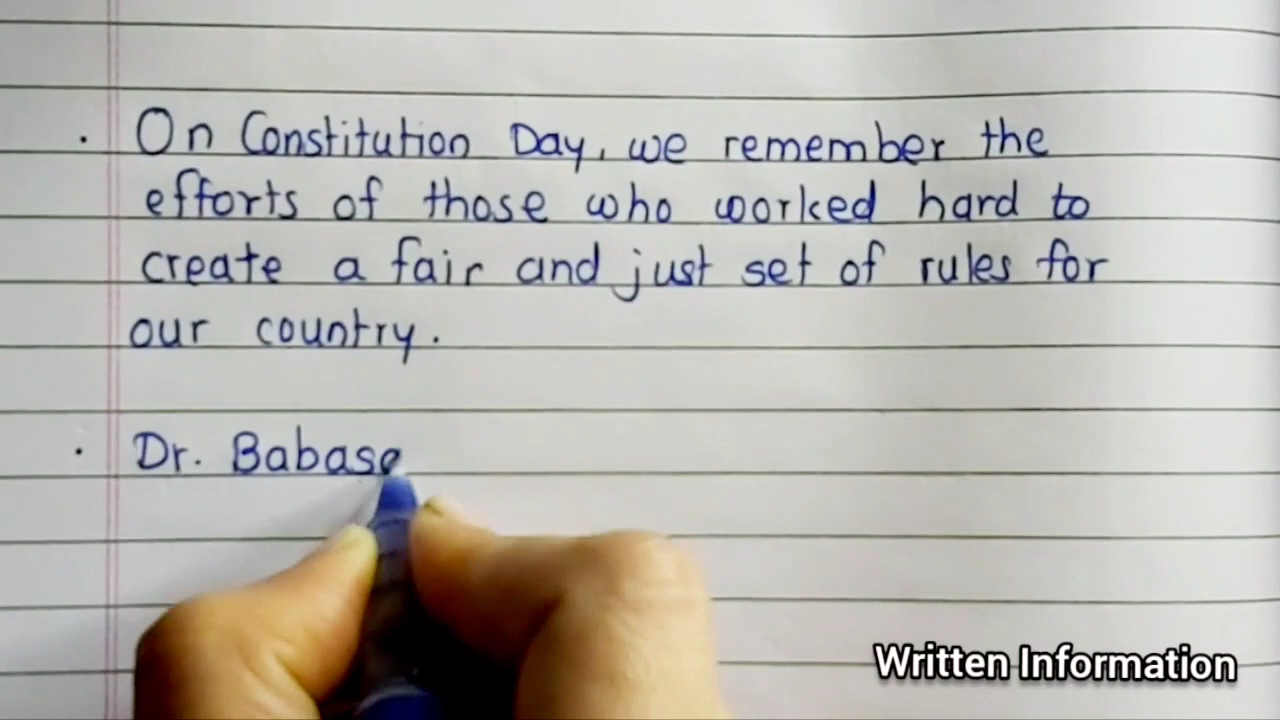 . On Constitution Day, we remember the
efforts of those who worked hard to
create a fair and just set of rules for
our country.
. Dr. Babasa
Written Information